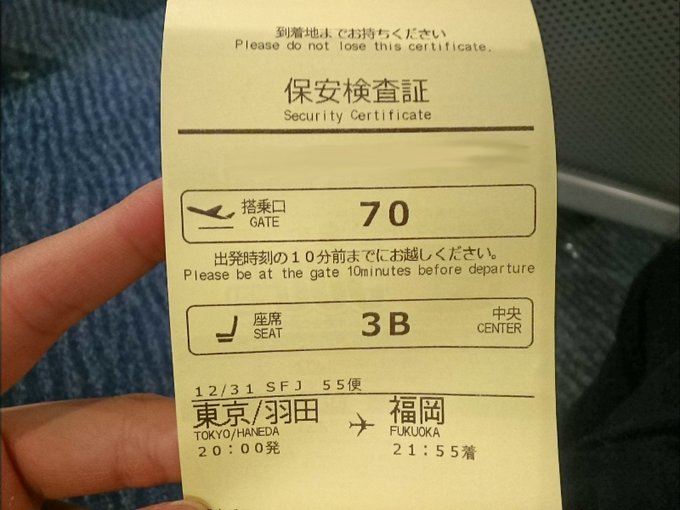 到着地までお持ちください
Please do not lose this certificate.
保安検査証
Security Certificate
搭乗口
GATE
70
出発時刻の10分前までにお越しください。
Please be at the gate 10minutes before departure
座席
SEAT
3B
中央
CENTER
12/31 SFJ 55便
東京/羽田 福岡
TOKYO/HANEDA FUKUOKA
20:00発 21:55着